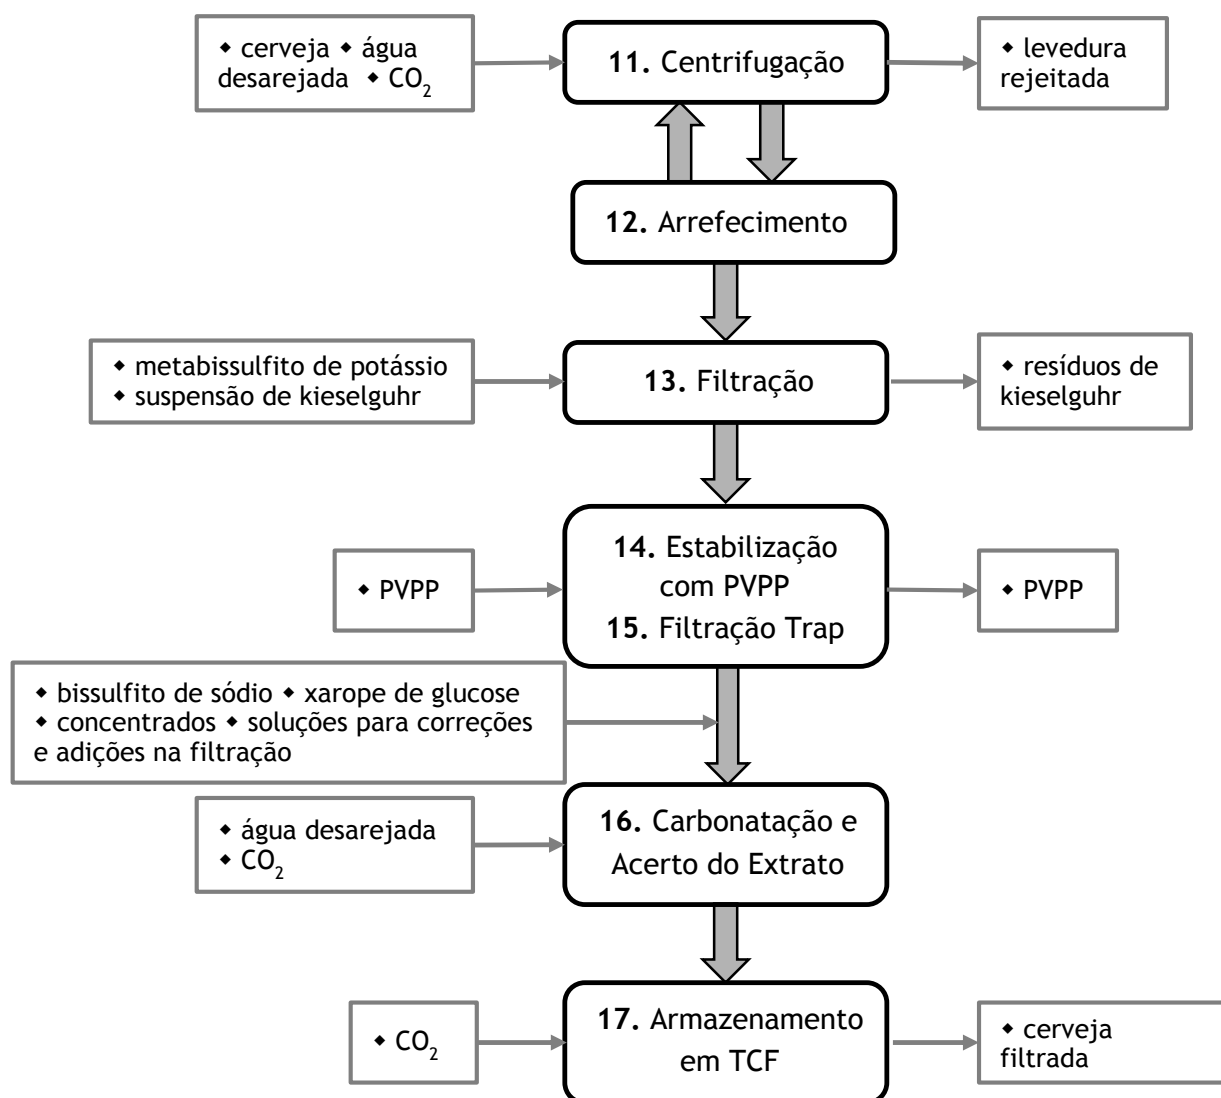 ◆ cerveja ◆ água
desarejada ◆ CO₂
11. Centrifugação
◆ levedura
rejeitada
12. Arrefecimento
◆ metabissulfito de potássio
◆ suspensão de kieselguhr
13. Filtração
◆ resíduos de
kieselguhr
◆ PVPP
14. Estabilização
com PVPP
15. Filtração Trap
◆ PVPP
◆ bissulfito de sódio ◆ xarope de glucose
◆ concentrados ◆ soluções para correções
e adições na filtração
◆ água desarejada
◆ CO₂
16. Carbonatação e
Acerto do Extrato
◆ CO₂
17. Armazenamento
em TCF
◆ cerveja
filtrada